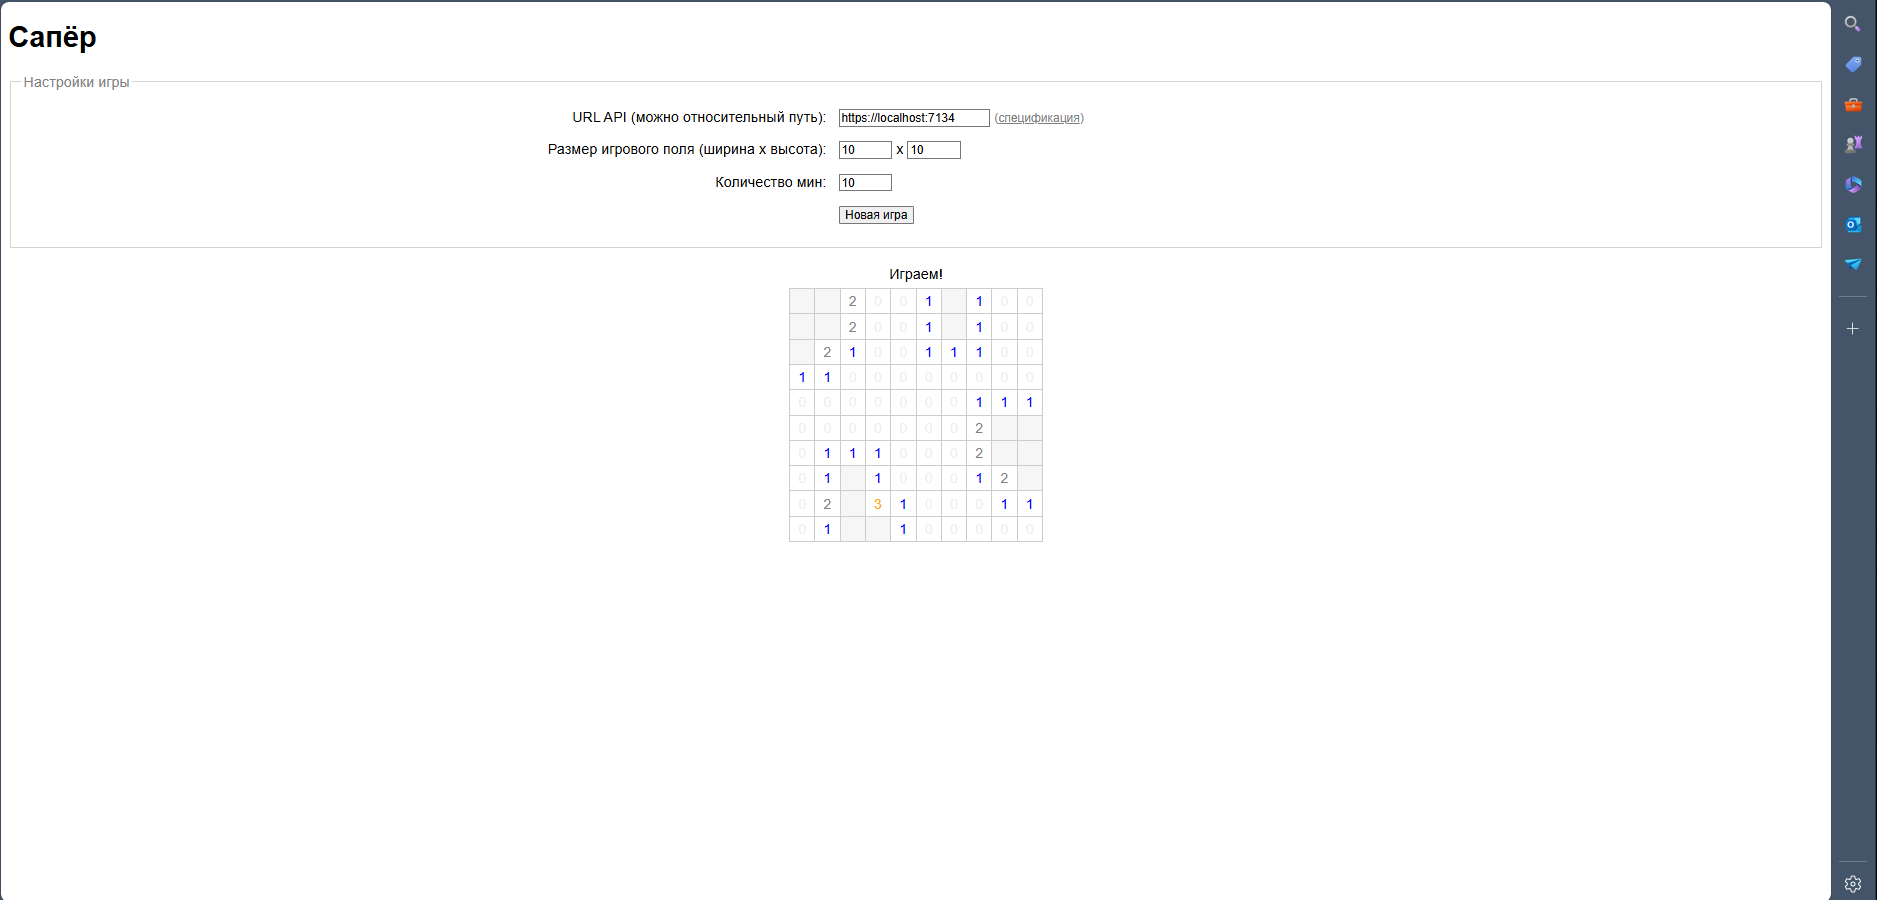 Сапёр
Настройки игры
URL API (можно относительный путь): https://localhost:7134 (спецификация)
Размер игрового поля (ширина x высота): 10 x 10
Количество мин: 10
Новая игра
Играем!
2 0 0 1 1 0 0
2 0 0 1 1 0 0
2 1 0 0 1 1 1 0 0
1 1 0 0 0 0 0 0 0 0
0 0 0 0 0 0 0 1 1 1
0 0 0 0 0 0 0 2
0 1 1 1 0 0 0 2
0 1 1 0 0 0 1 2
0 2 3 1 0 0 0 1 1
0 1 1 0 0 0 0 0